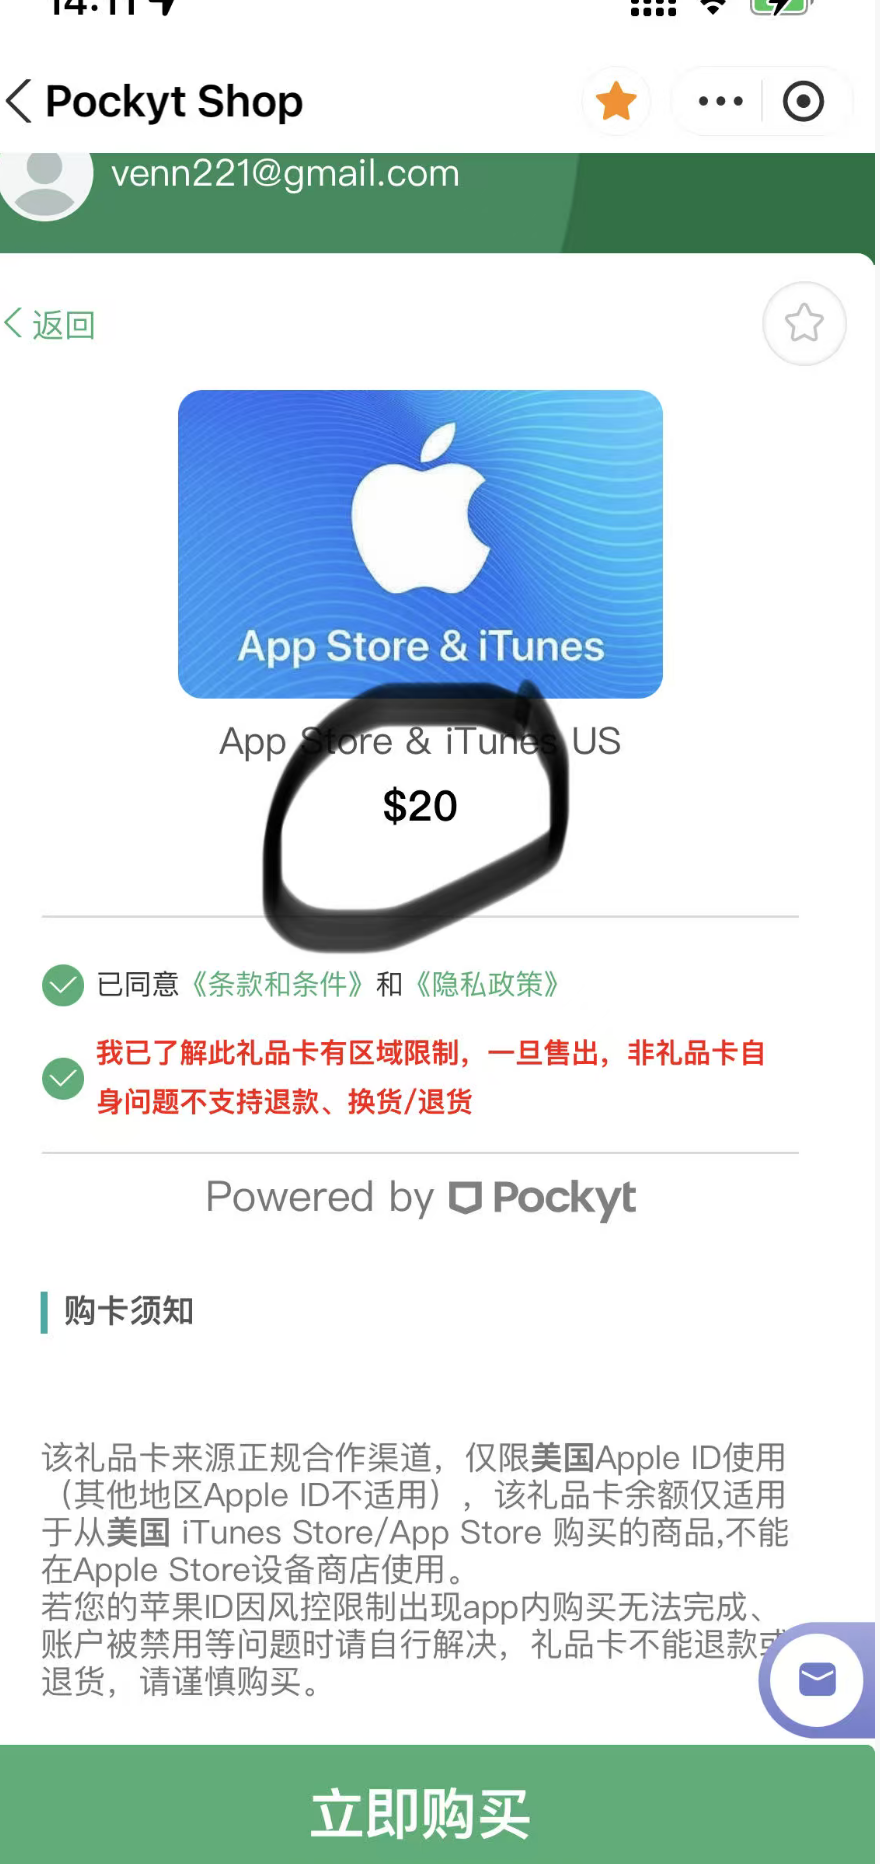 14:11
Pockyt Shop
venn221@gmail.com
返回
App Store & iTunes
App Store & iTunes US
$20
已同意《条款和条件》和《隐私政策》
我已了解此礼品卡有区域限制，一旦售出，非礼品卡自
身问题不支持退款、换货/退货
Powered by Pockyt
购卡须知
该礼品卡来源正规合作渠道，仅限美国Apple ID使用
（其他地区Apple ID不适用），该礼品卡余额仅适用
于从美国 iTunes Store/App Store 购买的商品,不能
在Apple Store设备商店使用。
若您的苹果ID因风控限制出现app内购买无法完成、
账户被禁用等问题时请自行解决，礼品卡不能退款或
退货，请谨慎购买。
立即购买